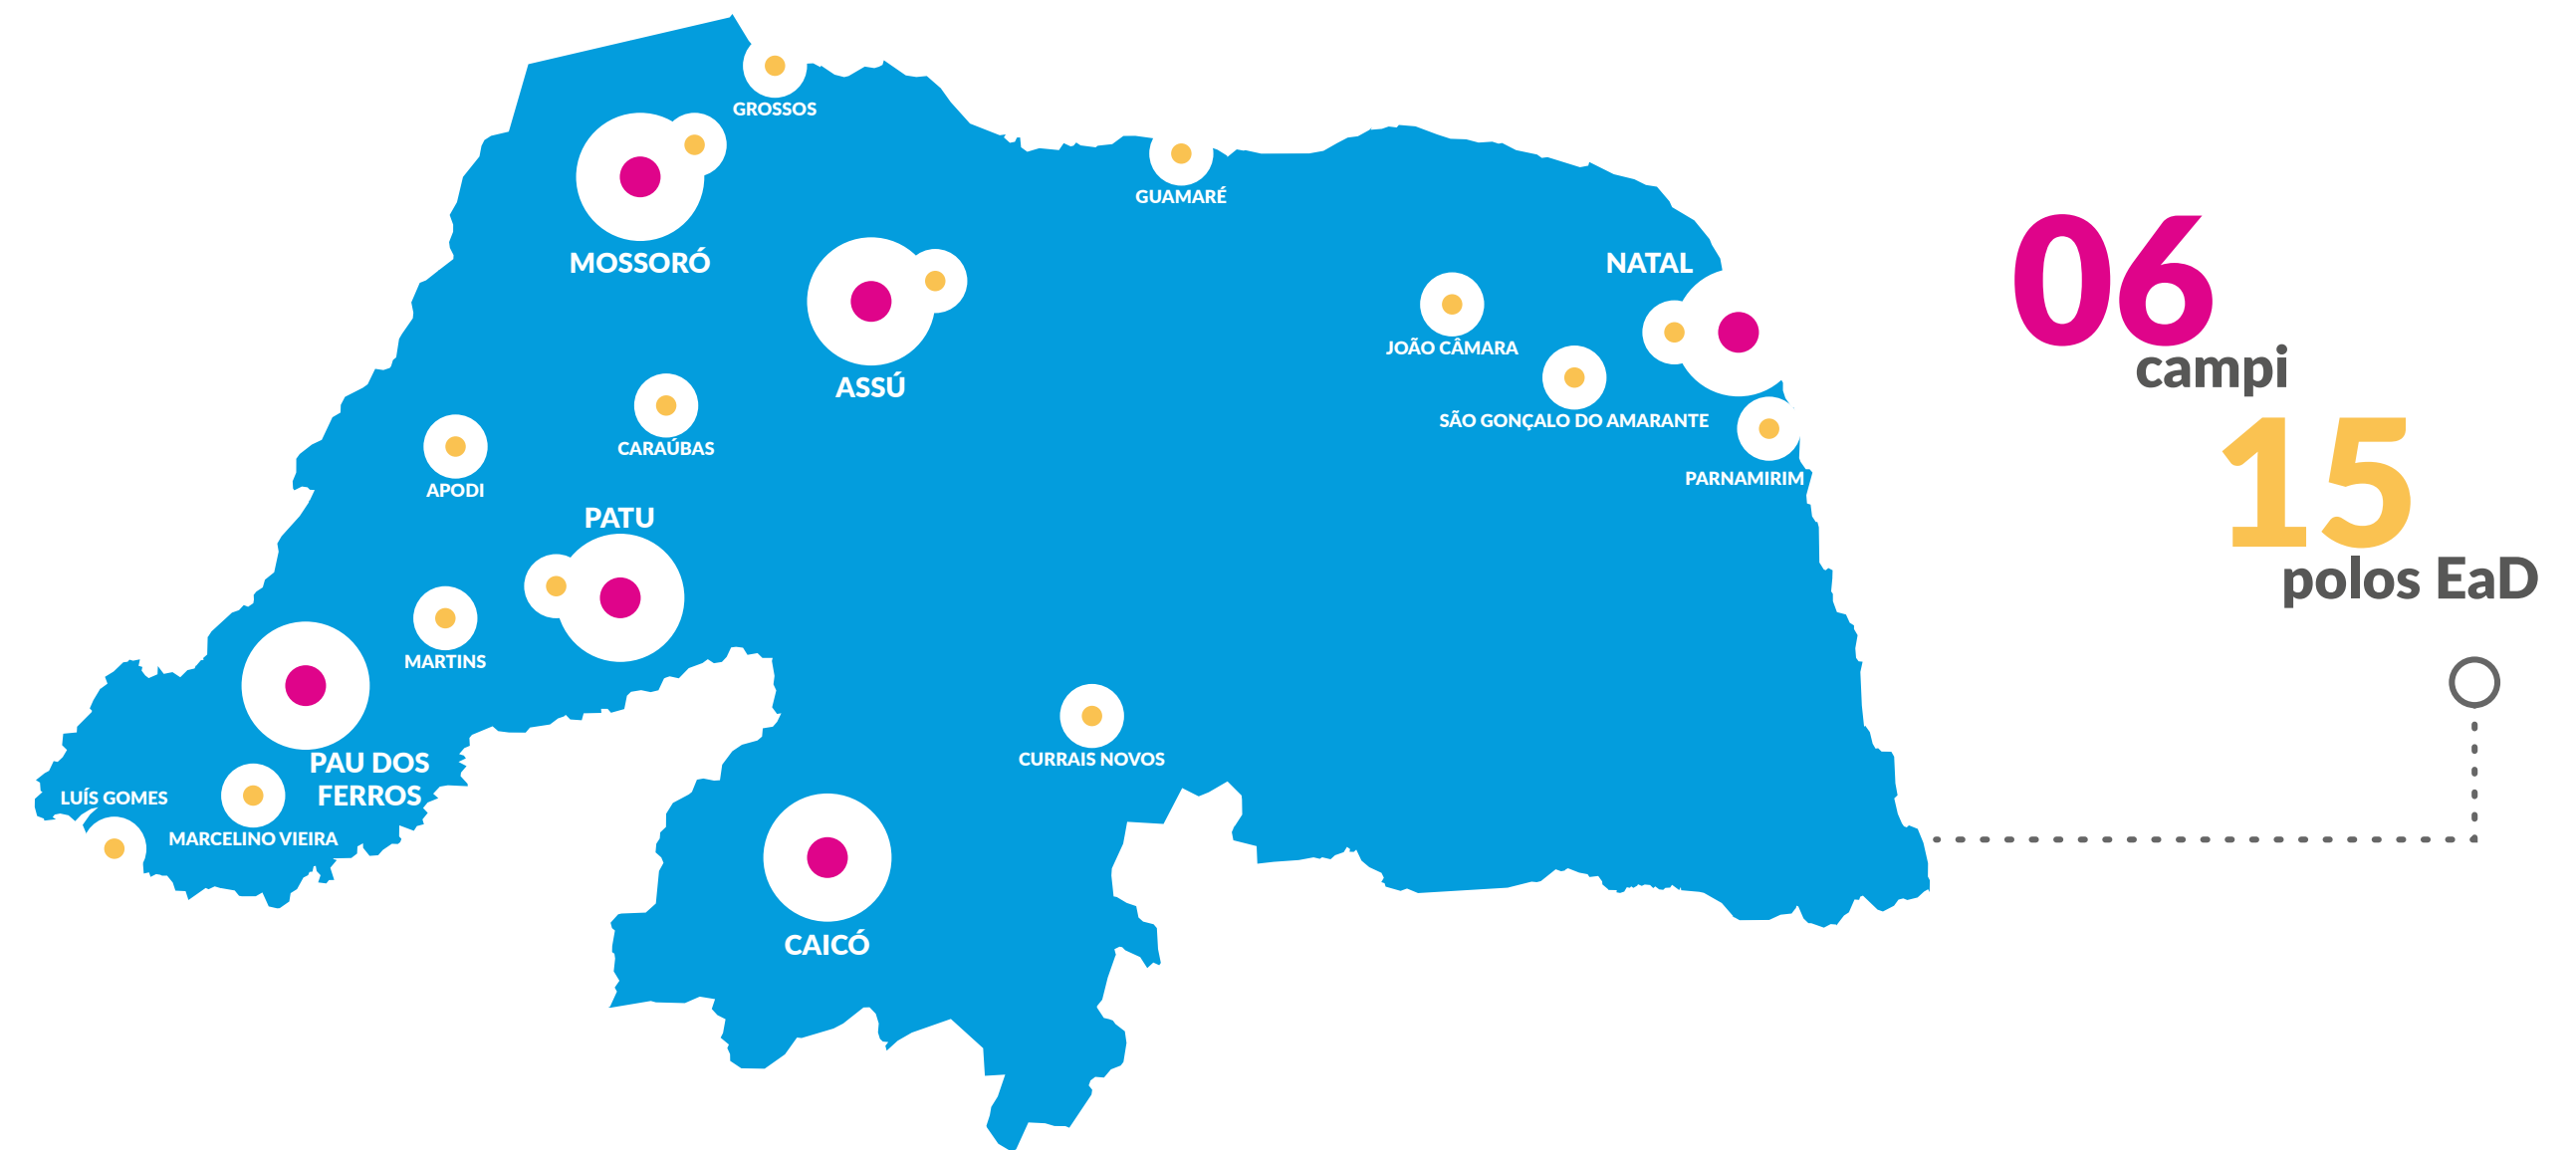 GROSSOS
GUAMARÉ
MOSSORÓ
NATAL
06
campi
JOÃO CÂMARA
ASSÚ
SÃO GONÇALO DO AMARANTE
CARAÚBAS
PARNAMIRIM
15
polos EaD
APODI
PATU
MARTINS
CURRAIS NOVOS
PAU DOS
FERROS
LUÍS GOMES
MARCELINO VIEIRA
CAICÓ